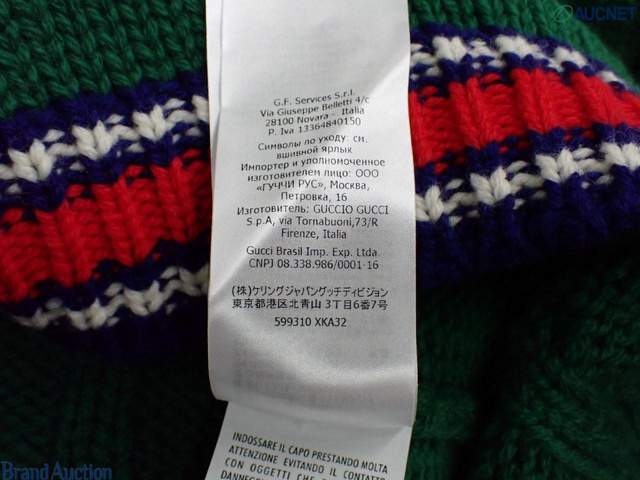 AUCNET
G.F. Services S.r.l.
Via Giuseppe Belletti 4/c
28100 Novara - Italia
P. Iva 13364840150
Символы по уходу: см.
вшивной ярлык
Импортер и уполномоченное
изготовителем лицо: ООО
«ГУЧЧИ РУС», Москва,
Петровка, 16
Изготовитель: GUCCIO GUCCI
S.p.A, via Tornabuoni,73/R
Firenze, Italia
Gucci Brasil Imp. Exp. Ltda.
CNPJ 08.338.986/0001-16
(株)ケリングジャパングッチディビジョン
東京都港区北青山 3丁目6番7号
599310 XKA32
INDOSSARE IL CAPO PRESTANDO MOLTA
ATTENZIONE EVITANDO IL CONTATTO
CON OGGETTI CHE
Brand Auction